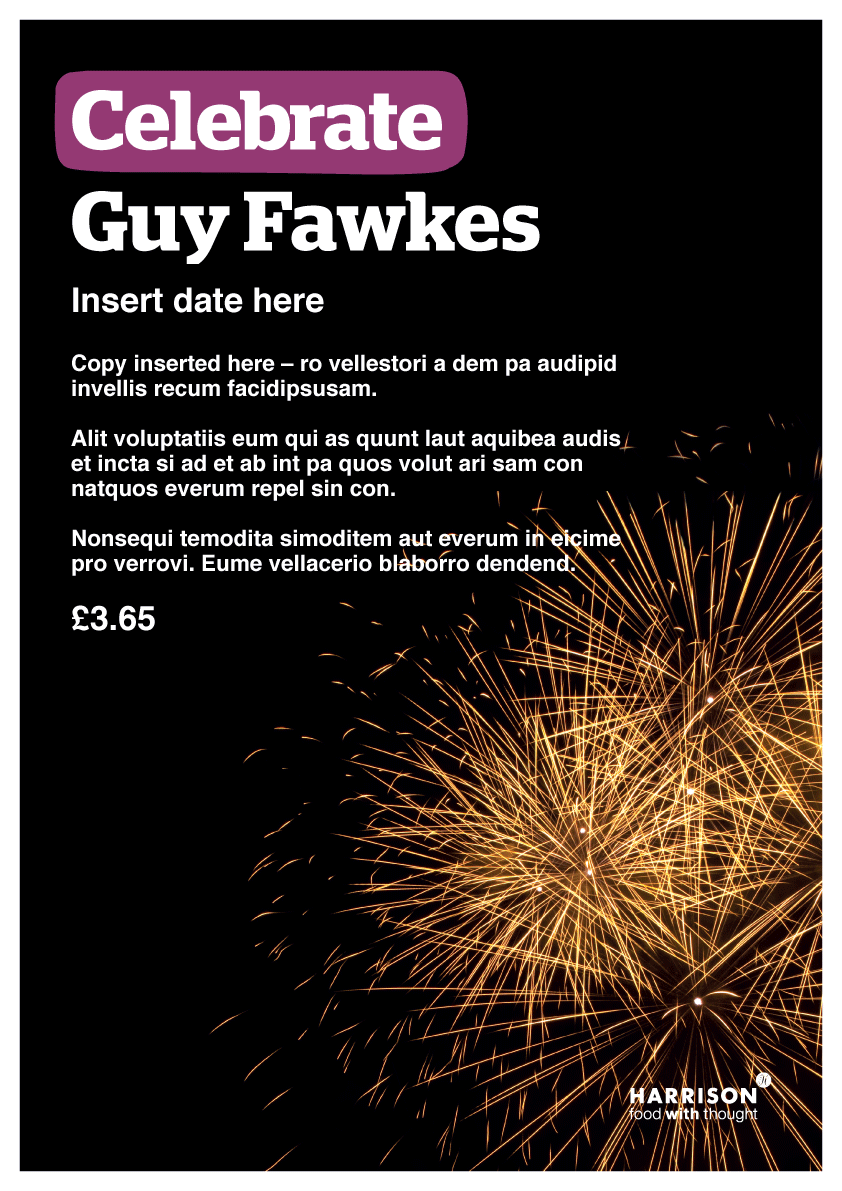 Celebrate
Guy Fawkes
Insert date here
Copy inserted here – ro vellestori a dem pa audipid
invellis recum facidipsusam.
Alit voluptatiis eum qui as quunt laut aquibea audis
et incta si ad et ab int pa quos volut ari sam con
natquos everum repel sin con.
Nonsequi temodita simoditem aut everum in eicime
pro verrovi. Eume vellacerio blaborro dendend.
£3.65
HARRISON
food with thought